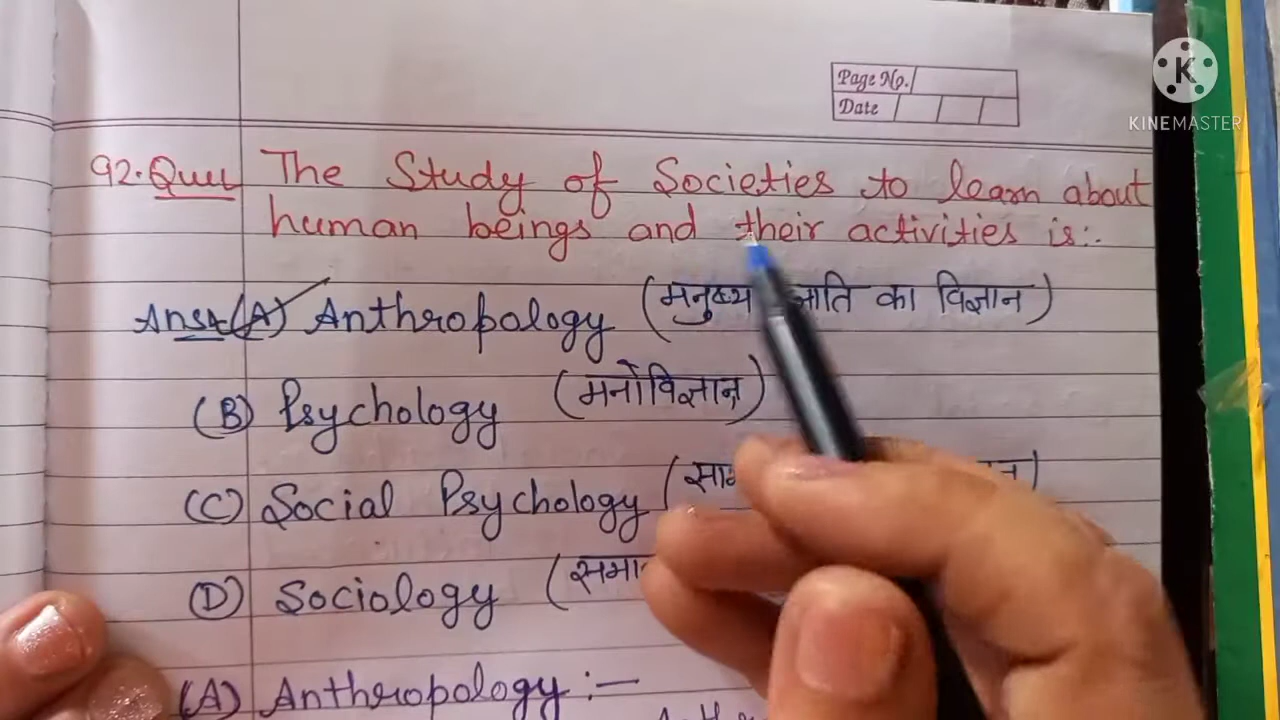 K
KINEMASTER
Page No.
Date
92. Ques The Study of Societies to learn about
human beings and their activities is:-
Ans (A) Anthropology (मनुष्य जाति का विज्ञान)
(B) Psychology (मनोविज्ञान)
(C) Social Psychology
(D) Sociology
(A) Anthropology :-